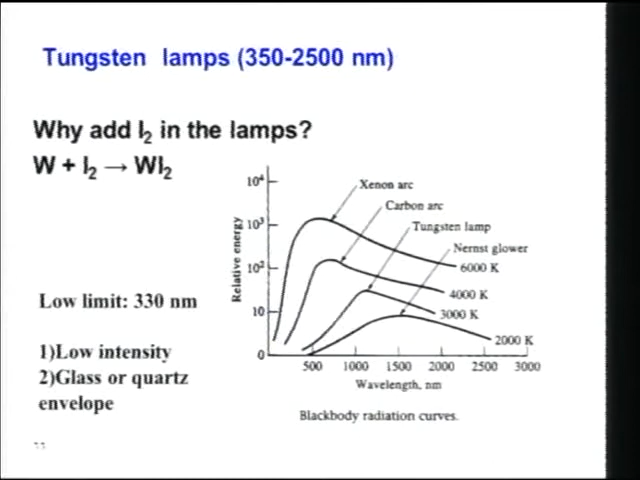 Tungsten lamps (350-2500 nm)
Why add I₂ in the lamps?
W + I₂ → WI₂
Low limit: 330 nm
1)Low intensity
2)Glass or quartz
envelope
Relative energy
10⁴
10³
10²
10
0
Xenon arc
Carbon arc
Tungsten lamp
Nernst glower
6000 K
4000 K
3000 K
2000 K
500 1000 1500 2000 2500 3000
Wavelength, nm
Blackbody radiation curves.